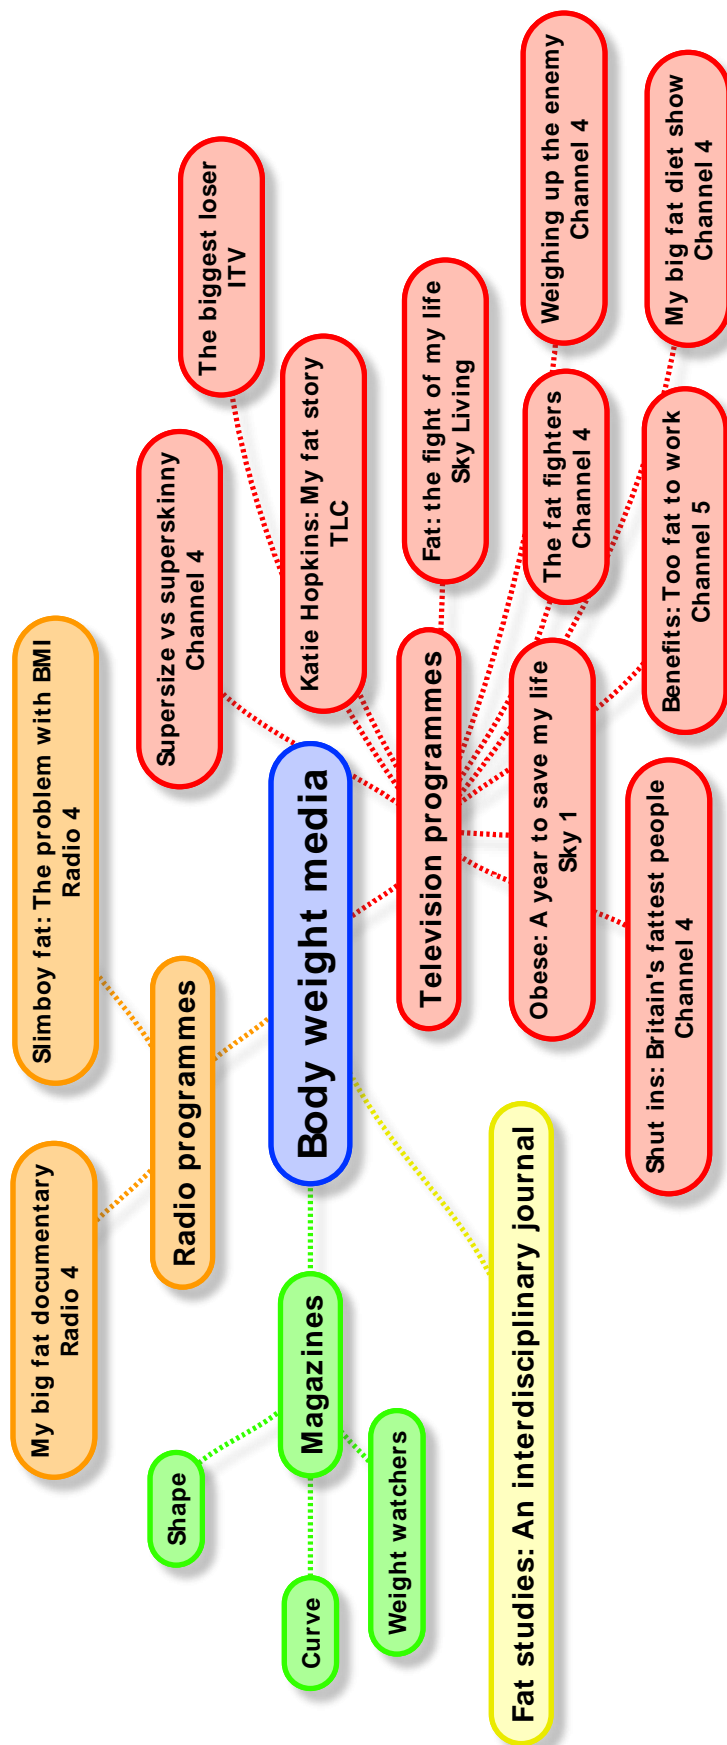 Body weight media
Radio programmes
My big fat documentary
Radio 4
Slimboy fat: The problem with BMI
Radio 4
Magazines
Shape
Curve
Weight watchers
Fat studies: An interdisciplinary journal
Television programmes
Supersize vs superskinny
Channel 4
The biggest loser
ITV
Katie Hopkins: My fat story
TLC
Fat: the fight of my life
Sky Living
Weighing up the enemy
Channel 4
The fat fighters
Channel 4
My big fat diet show
Channel 4
Benefits: Too fat to work
Channel 5
Obese: A year to save my life
Sky 1
Shut ins: Britain's fattest people
Channel 4